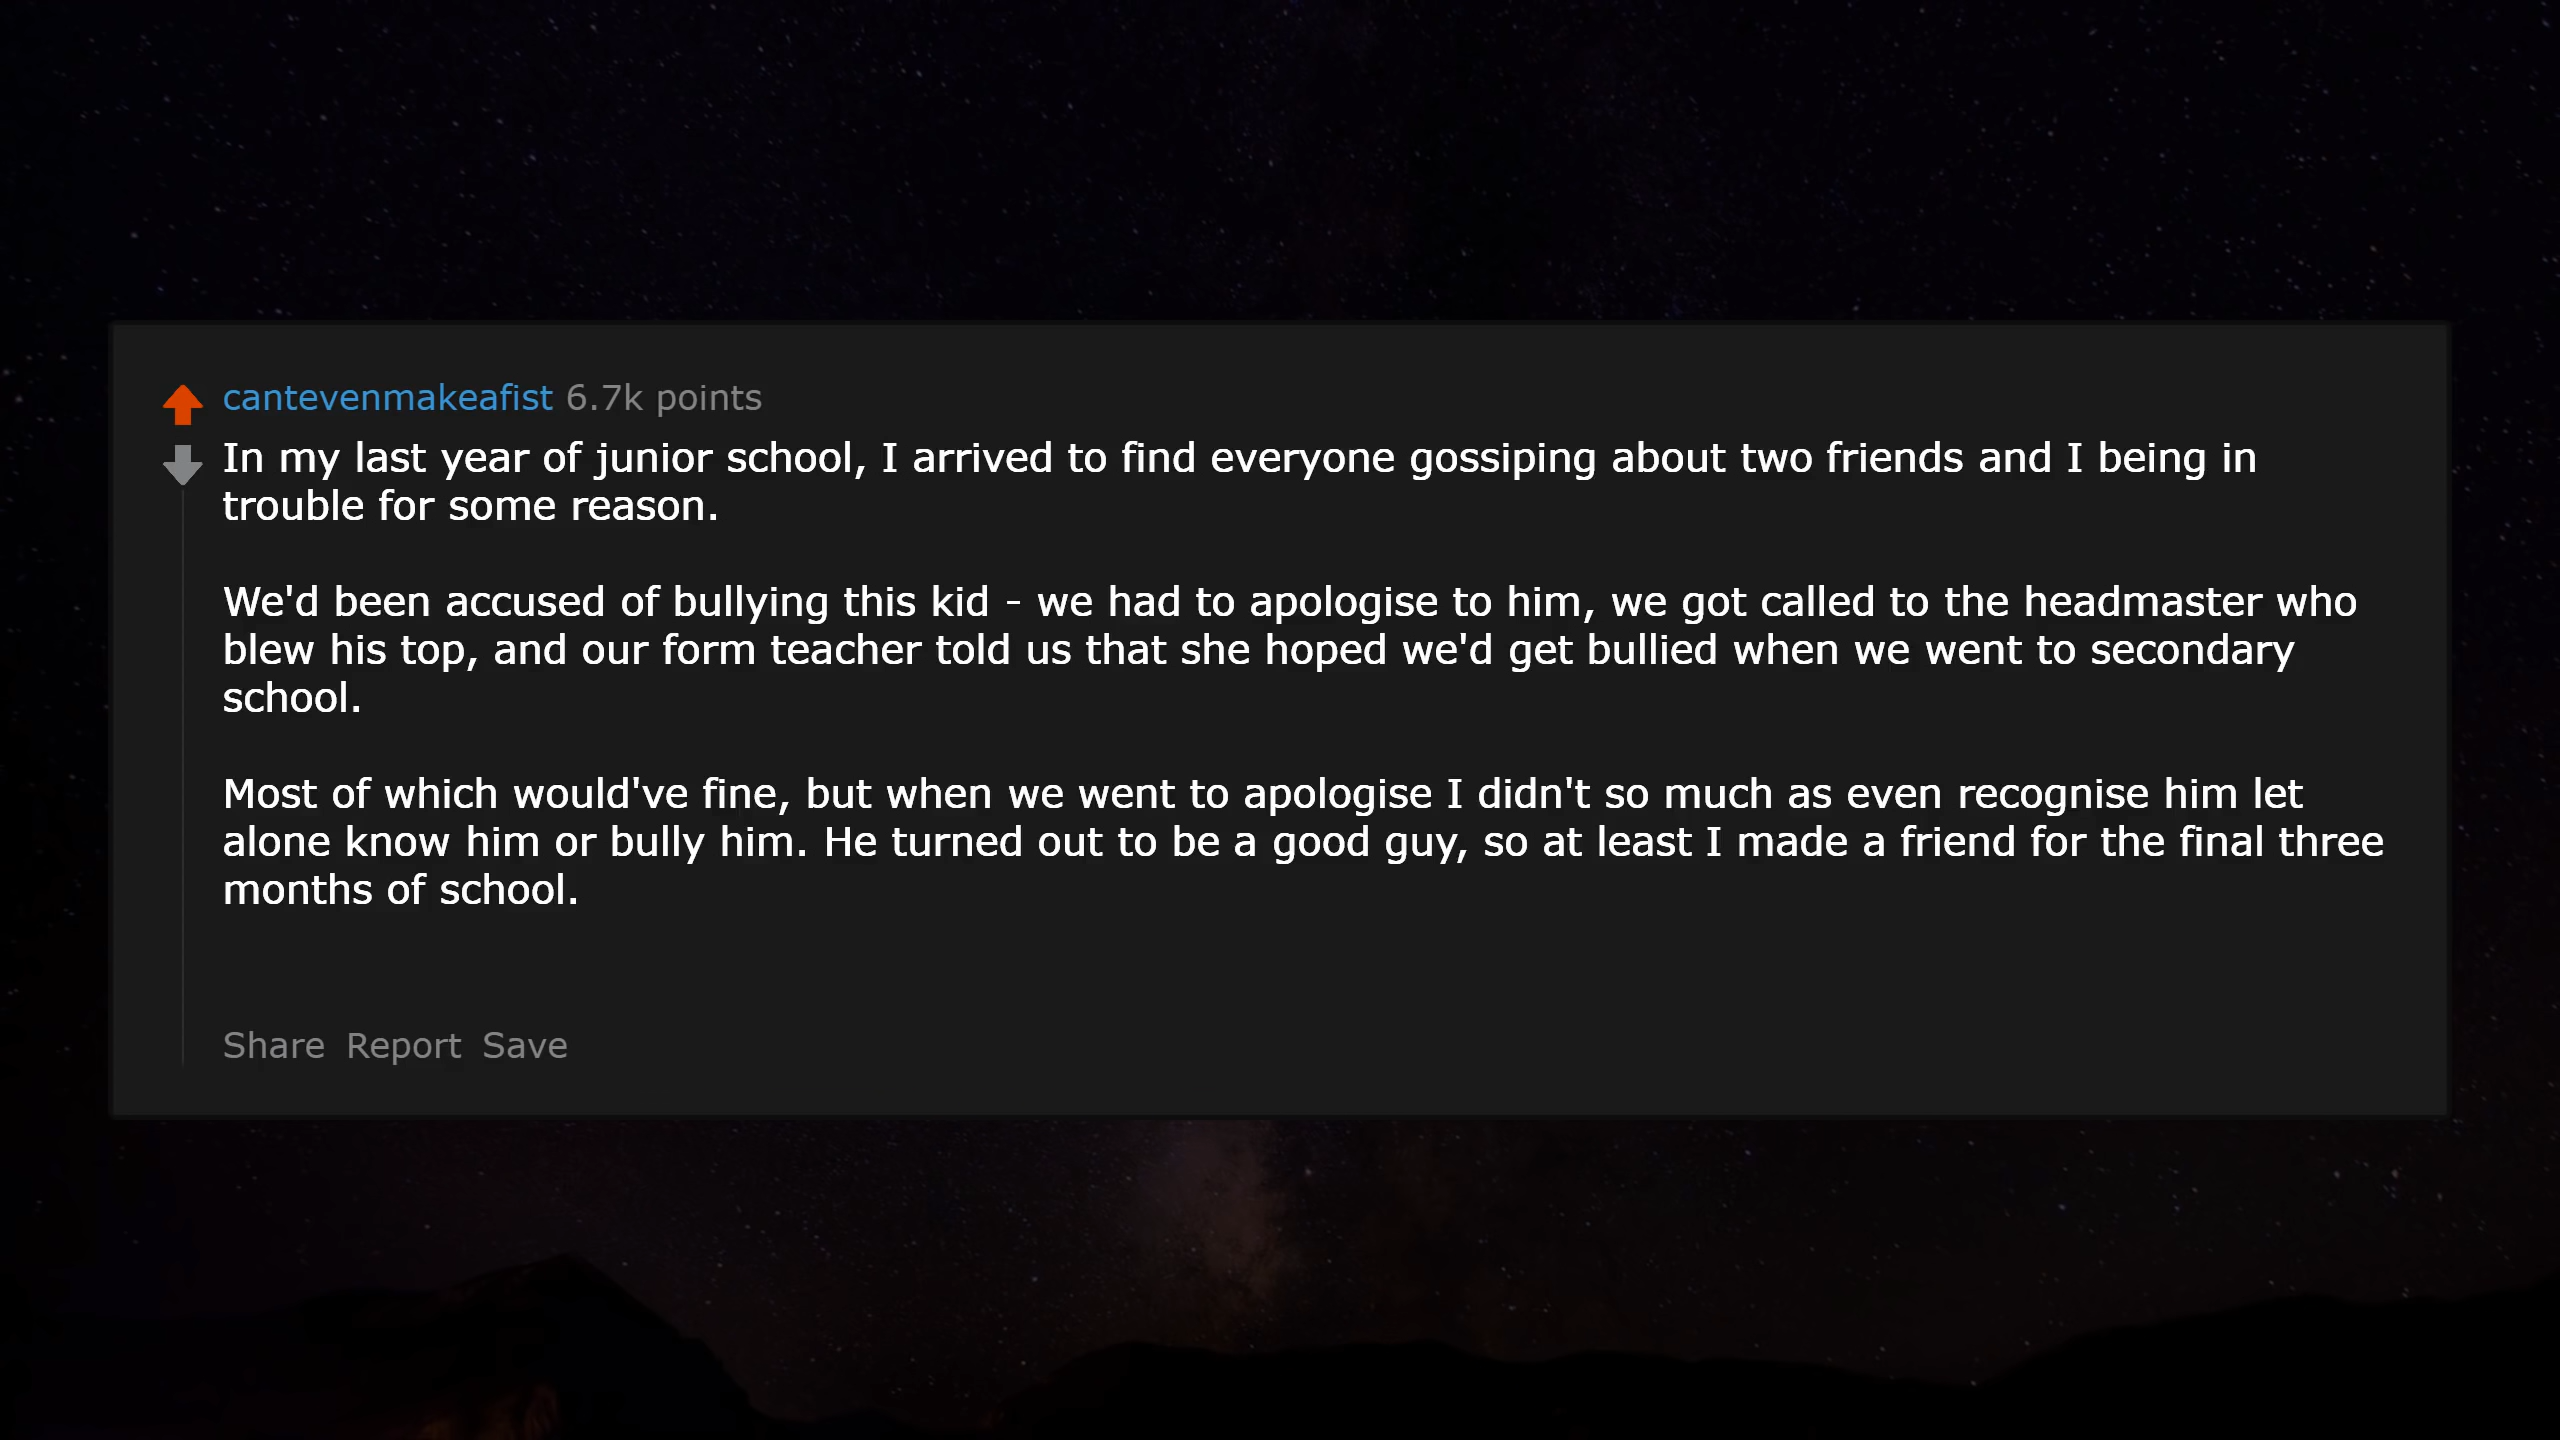 cantevenmakeafist 6.7k points
In my last year of junior school, I arrived to find everyone gossiping about two friends and I being in
trouble for some reason.
We'd been accused of bullying this kid - we had to apologise to him, we got called to the headmaster who
blew his top, and our form teacher told us that she hoped we'd get bullied when we went to secondary
school.
Most of which would've fine, but when we went to apologise I didn't so much as even recognise him let
alone know him or bully him. He turned out to be a good guy, so at least I made a friend for the final three
months of school.
Share Report Save